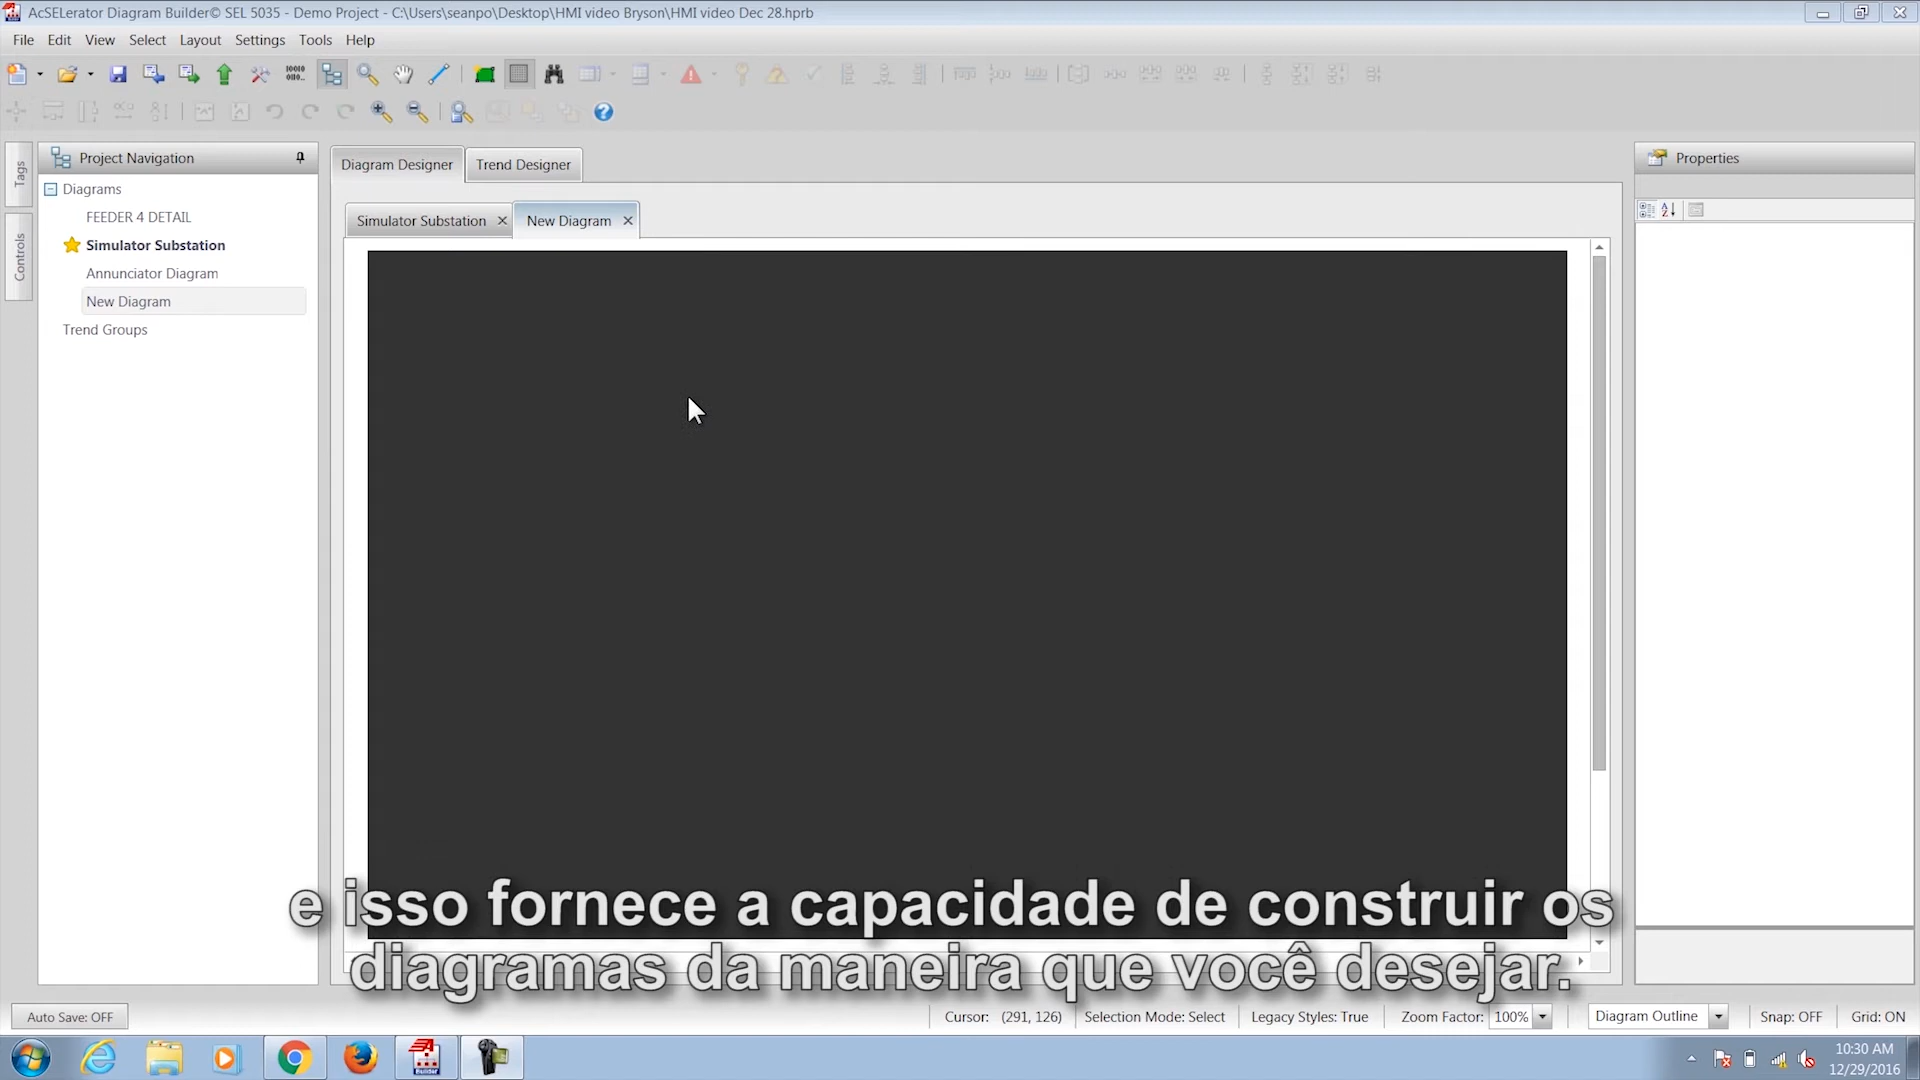 AcSELerator Diagram Builder© SEL 5035 - Demo Project - C:\Users\seanpo\Desktop\HMI video Bryson\HMI video Dec 28.hprb
File Edit View Select Layout Settings Tools Help
Tags
Controls
Project Navigation
Diagrams
FEEDER 4 DETAIL
Simulator Substation
Annunciator Diagram
New Diagram
Trend Groups
Diagram Designer Trend Designer
Simulator Substation New Diagram
Properties
e isso fornece a capacidade de construir os
diagramas da maneira que você desejar.
Auto Save: OFF Cursor: (291, 126) Selection Mode: Select Legacy Styles: True Zoom Factor: 100% Diagram Outline Snap: OFF Grid: ON
Builder
10:30 AM
12/29/2016